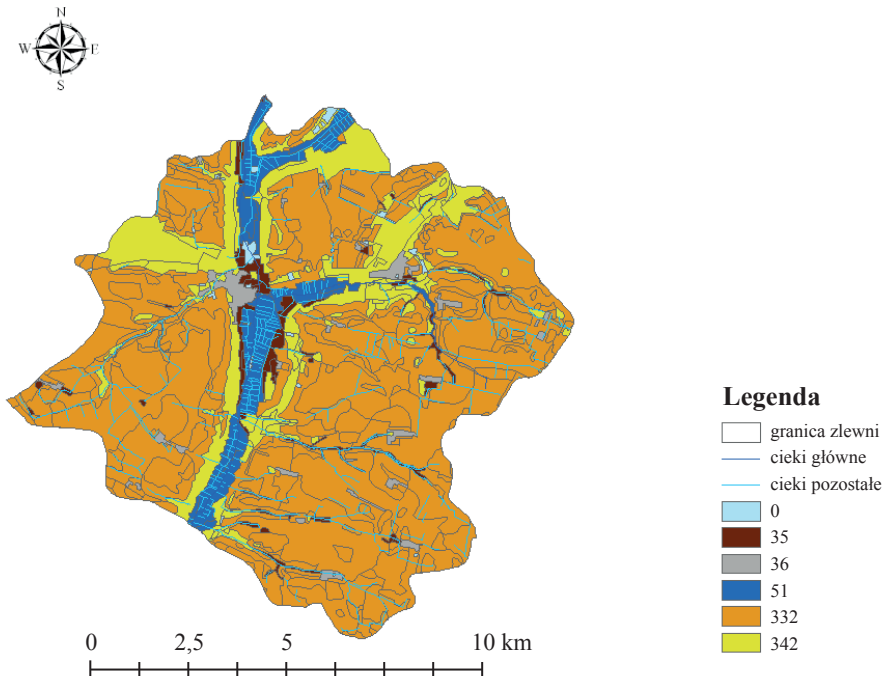 N
W E
S
Legenda
granica zlewni
cieki główne
cieki pozostałe
0
35
36
51
332
342
0 2,5 5 10 km